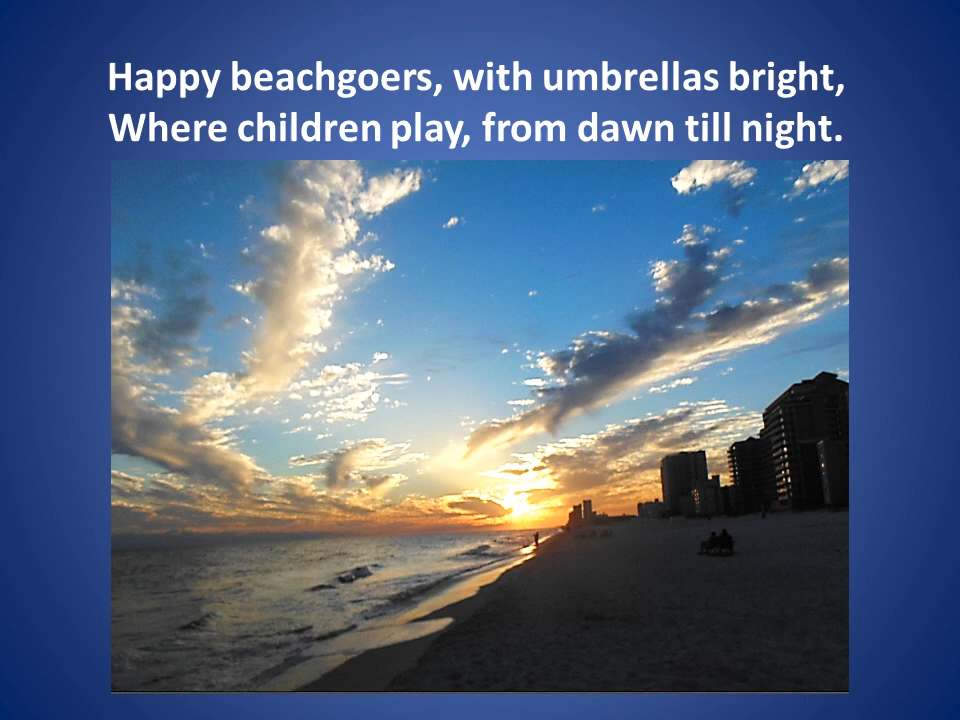 Happy beachgoers, with umbrellas bright,
Where children play, from dawn till night.